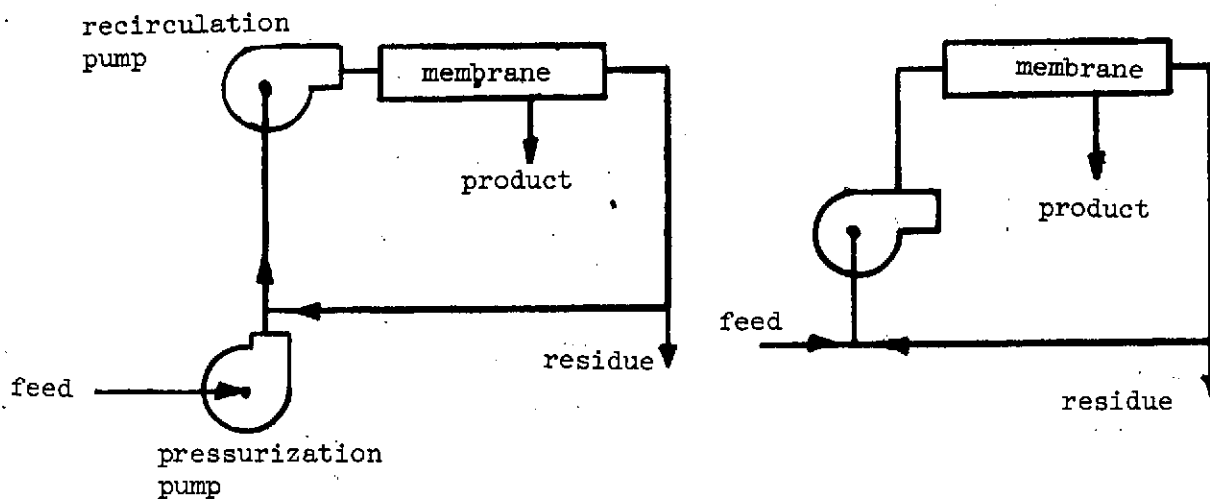 recirculation
pump
membrane
product
feed
residue
pressurization
pump
membrane
product
feed
residue